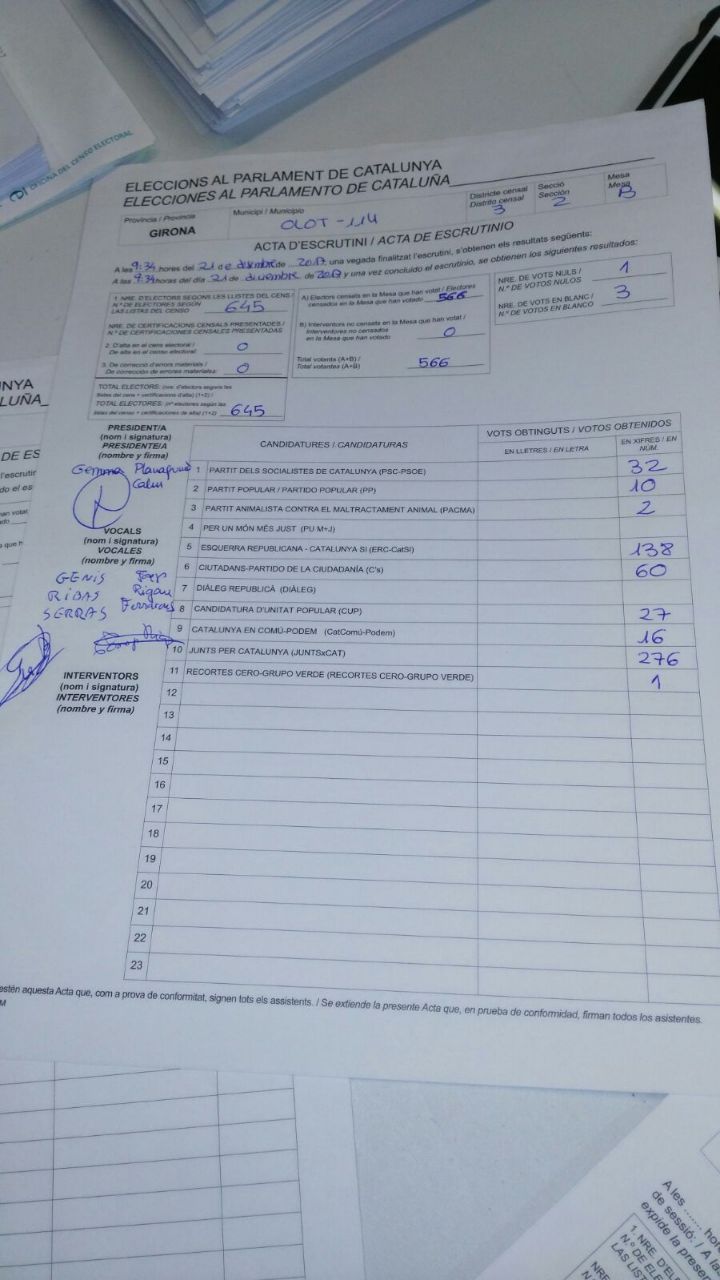 OFICINA DEL CENSO ELECTORAL
ELECCIONS AL PARLAMENT DE CATALUNYA
ELECCIONES AL PARLAMENTO DE CATALUÑA
Província / Provincia
GIRONA
Municipi / Municipio
OLOT - 114
Districte censal
Distrito censal
3
Secció
Sección
2
Mesa
Mesa
B
ACTA D'ESCRUTINI / ACTA DE ESCRUTINIO
A les 9:34 hores del 21 de desembre de 2017, una vegada finalitzat l'escrutini, s'obtenen els resultats següents:
A las 9:34 horas del día 21 de diciembre de 2017 y una vez concluido el escrutinio, se obtienen los siguientes resultados:
1. NRE. D'ELECTORS SEGONS LES LLISTES DEL CENS /
N.º DE ELECTORES SEGÚN
LAS LISTAS DEL CENSO
645
NRE. DE CERTIFICACIONS CENSALS PRESENTADES /
N.º DE CERTIFICACIONES CENSALES PRESENTADAS
2. D'alta en el cens electoral /
De alta en el censo electoral:
0
3. De correcció d'errors materials /
De corrección de errores materiales:
0
TOTAL ELECTORS: (nre. d'electors segons les
llistes del cens + certificacions d'alta) (1+2) /
TOTAL ELECTORES: (nº electores según las
listas del censo + certificaciones de alta) (1+2)
645
A) Electors censats en la Mesa que han votat / Electores
censados en la Mesa que han votado
566
B) Interventors no censats en la Mesa que han votat /
Interventores no censados
en la Mesa que han votado
0
Total votants (A+B) /
Total votantes (A+B)
566
NRE. DE VOTS NULS /
N.º DE VOTOS NULOS
1
NRE. DE VOTS EN BLANC /
N.º DE VOTOS EN BLANCO
3
PRESIDENT/A
(nom i signatura)
PRESIDENTE/A
(nombre y firma)
Gemma
VOCALS
(nom i signatura)
VOCALES
(nombre y firma)
GENIS
RIBAS Rigau
SERRAS
INTERVENTORS
(nom i signatura)
INTERVENTORES
(nombre y firma)
CANDIDATURES / CANDIDATURAS
VOTS OBTINGUTS / VOTOS OBTENIDOS
EN LLETRES / EN LETRA
EN XIFRES / EN
NUM.
1 PARTIT DELS SOCIALISTES DE CATALUNYA (PSC-PSOE) 32
2 PARTIT POPULAR / PARTIDO POPULAR (PP) 10
3 PARTIT ANIMALISTA CONTRA EL MALTRACTAMENT ANIMAL (PACMA) 2
4 PER UN MÓN MÉS JUST (PU M+J)
5 ESQUERRA REPUBLICANA - CATALUNYA SI (ERC-CatSI) 138
6 CIUTADANS-PARTIDO DE LA CIUDADANÍA (C's) 60
7 DIÀLEG REPUBLICÀ (DIÀLEG)
8 CANDIDATURA D'UNITAT POPULAR (CUP) 27
9 CATALUNYA EN COMÚ-PODEM (CatComú-Podem) 16
10 JUNTS PER CATALUNYA (JUNTSxCAT) 276
11 RECORTES CERO-GRUPO VERDE (RECORTES CERO-GRUPO VERDE) 1
12
13
14
15
16
17
18
19
20
21
22
23
aquesta Acta que, com a prova de conformitat, signen tots els assistents. / Se extiende la presente Acta que, en prueba de conformidad, firman todos los asistentes.
A les ........ 
de sessió: / A la
expide la prese
1. NRE. D'EL
N.º DE EL
LAS LIST